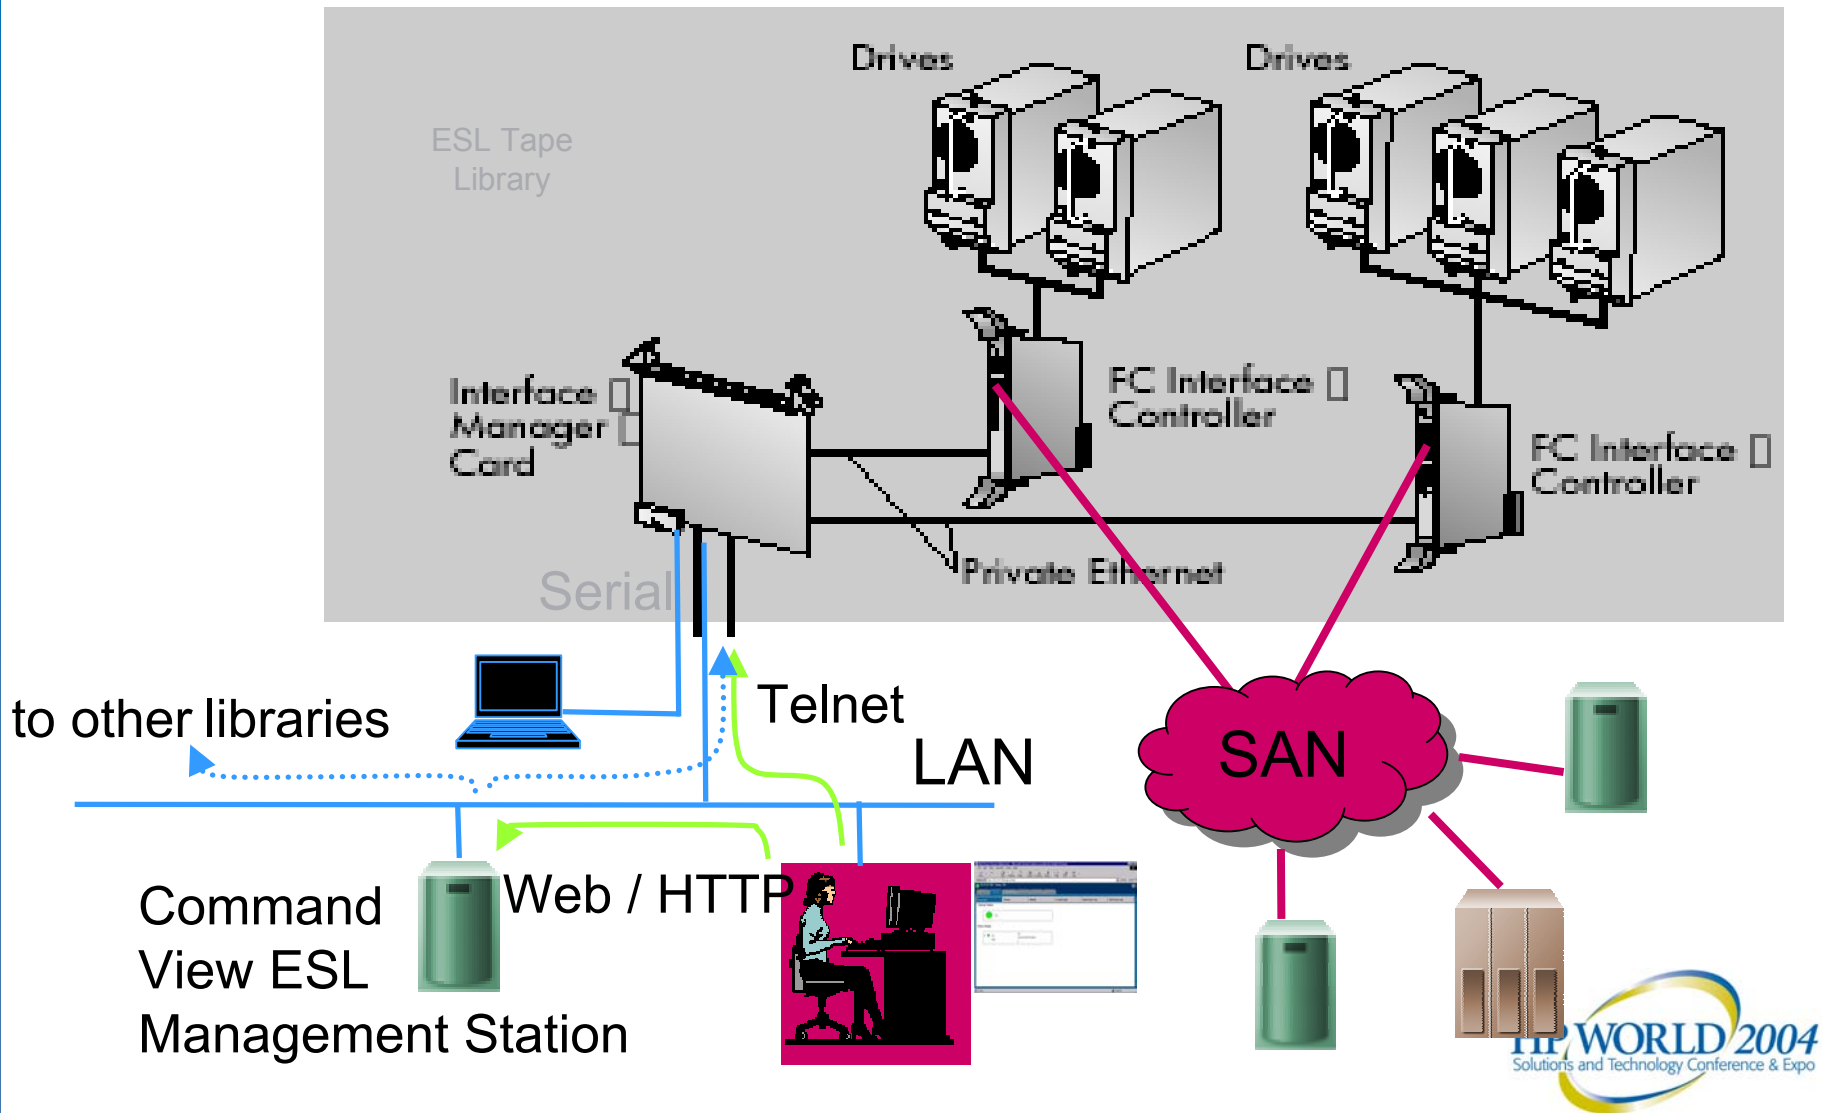 Drives
Drives
ESL Tape
Library
Interface
Manager
Card
FC Interface
Controller
FC Interface
Controller
Private Ethernet
Serial
to other libraries
Telnet
LAN
SAN
Web / HTTP
Command
View ESL
Management Station
HP WORLD 2004
Solutions and Technology Conference & Expo